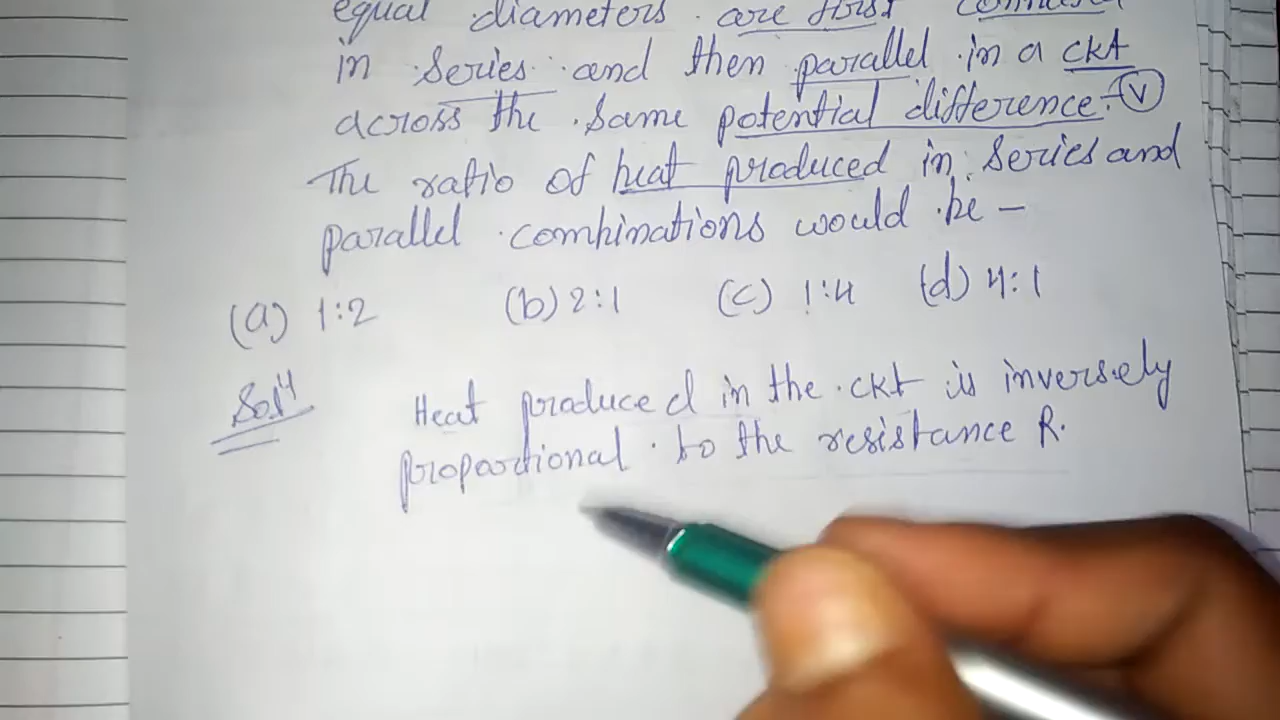 equal diameters are first connected
in series and then parallel in a ckt
across the same potential difference. (V)
The ratio of heat produced in series and
parallel combinations would be -
(a) 1:2 (b) 2:1 (c) 1:4 (d) 4:1
Solⁿ
Heat produced in the ckt is inversely
proportional to the resistance R.